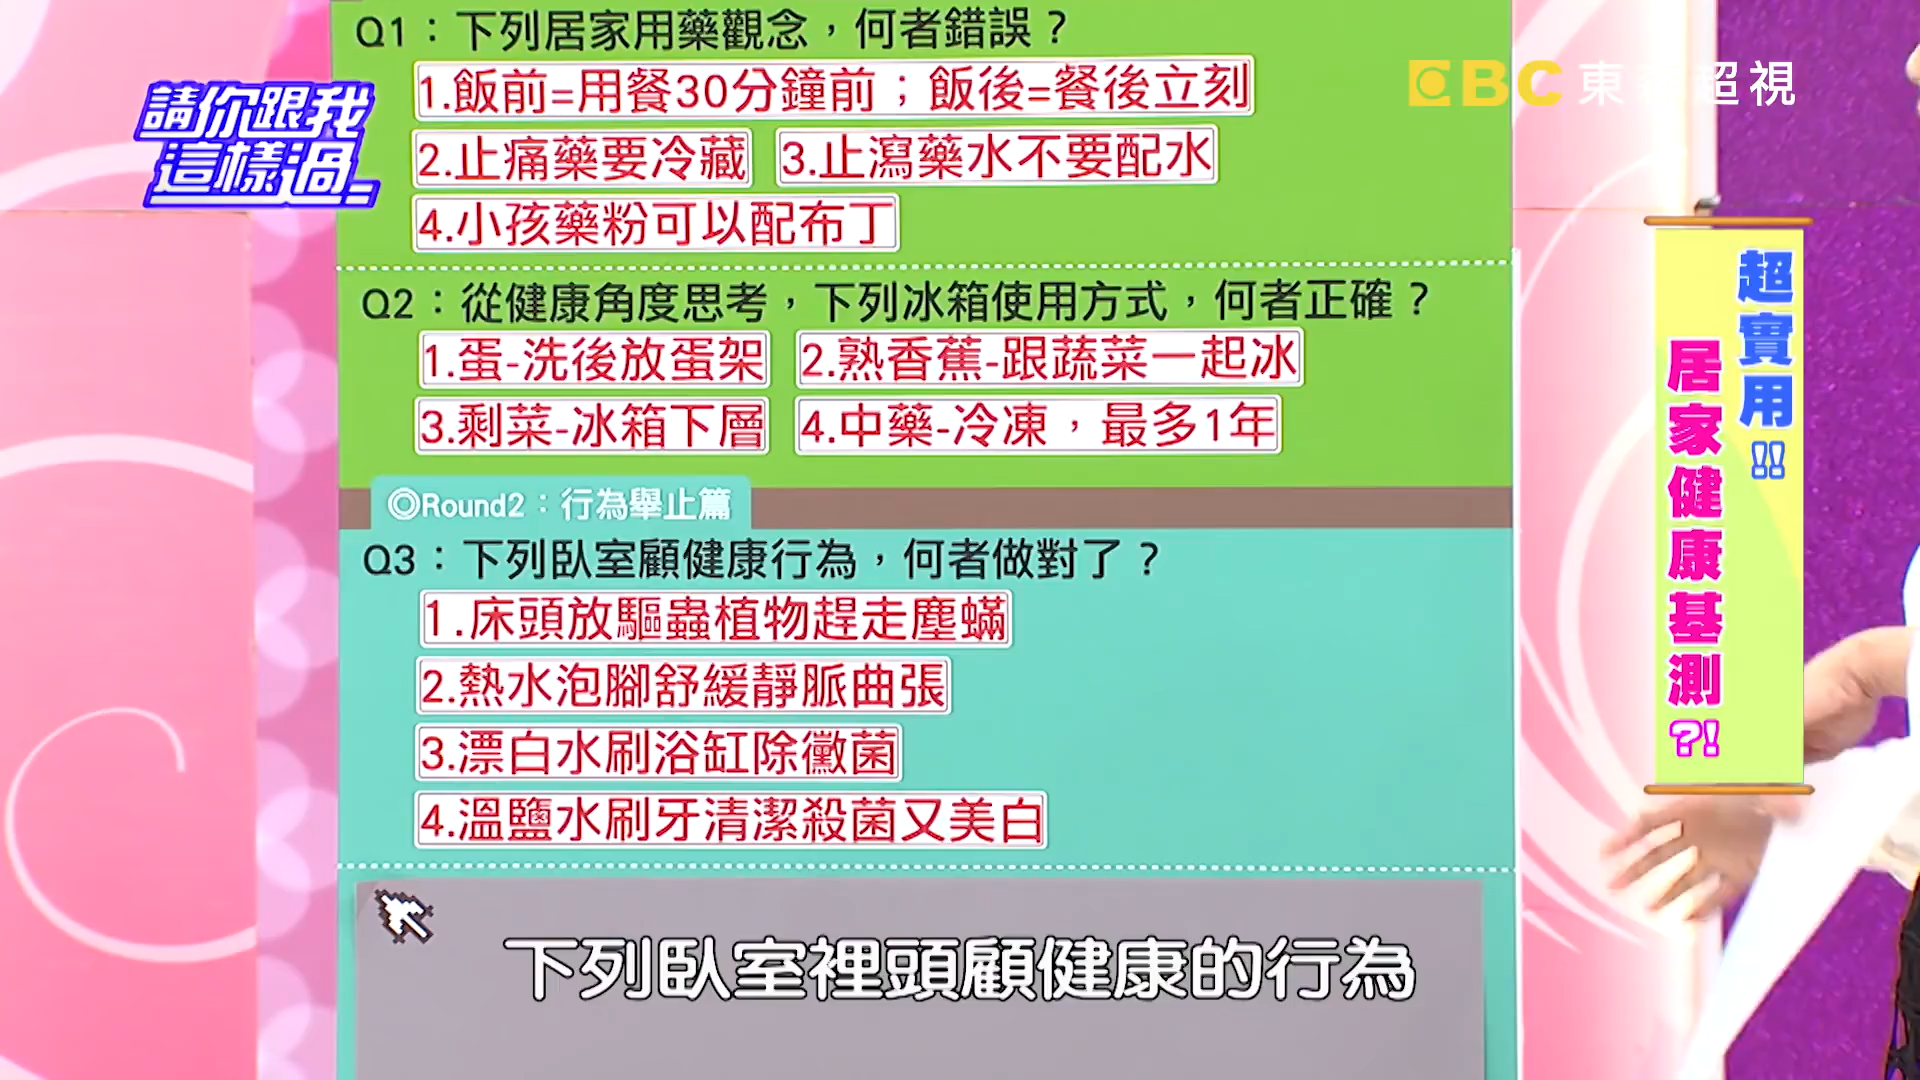 Q1：下列居家用藥觀念，何者錯誤？
1.飯前=用餐30分鐘前；飯後=餐後立刻
2.止痛藥要冷藏
3.止瀉藥水不要配水
4.小孩藥粉可以配布丁
Q2：從健康角度思考，下列冰箱使用方式，何者正確？
1.蛋-洗後放蛋架
2.熟香蕉-跟蔬菜一起冰
3.剩菜-冰箱下層
4.中藥-冷凍，最多1年
◎Round2：行為舉止篇
Q3：下列臥室顧健康行為，何者做對了？
1.床頭放驅蟲植物趕走塵蟎
2.熱水泡腳舒緩靜脈曲張
3.漂白水刷浴缸除黴菌
4.溫鹽水刷牙清潔殺菌又美白
下列臥室裡頭顧健康的行為
請你跟我
這樣過
EBC 東森超視
超實用!!
居家健康基測?!